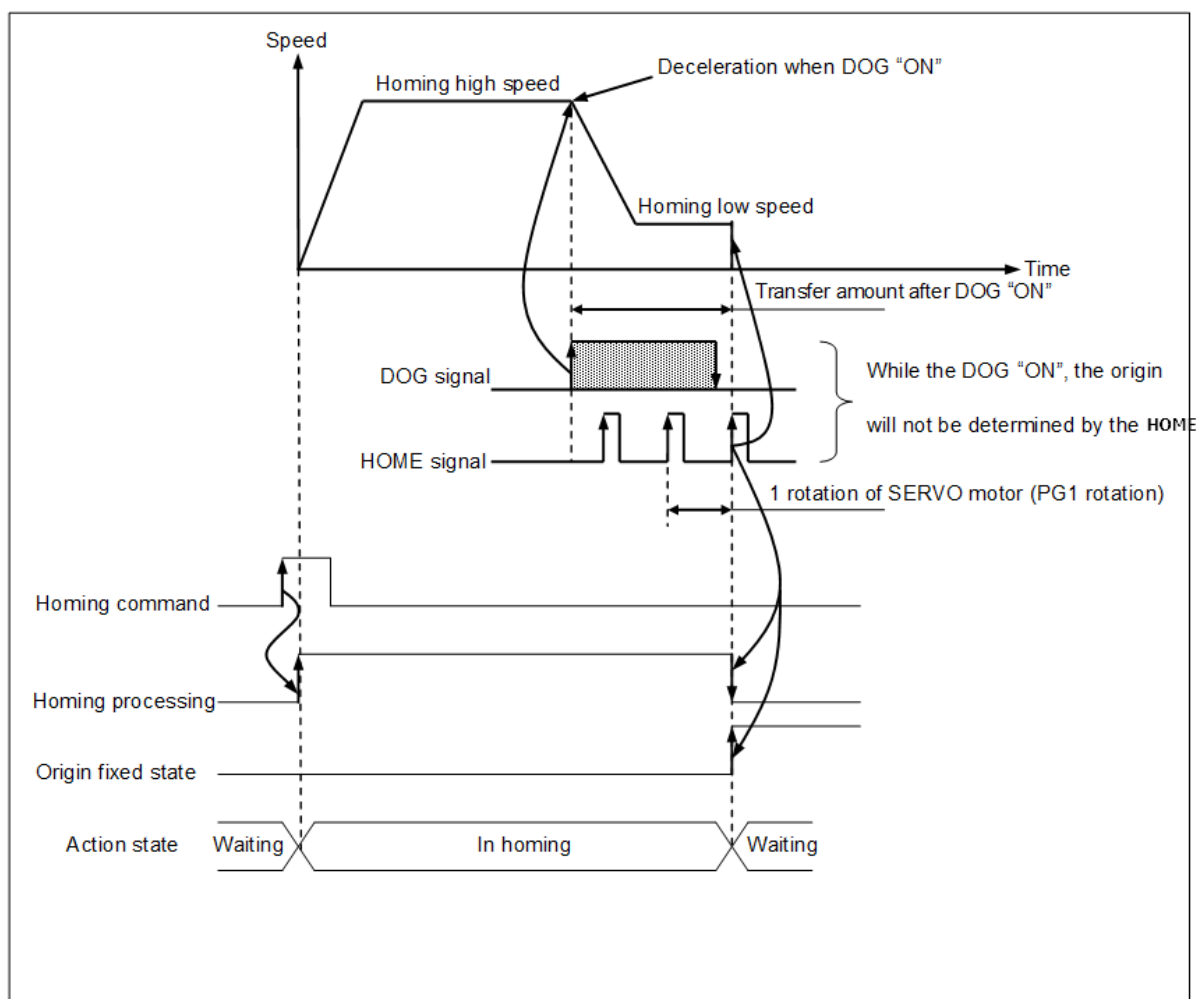 Speed
Deceleration when DOG “ON”
Homing high speed
Homing low speed
Time
Transfer amount after DOG “ON”
DOG signal
While the DOG “ON”, the origin
will not be determined by the HOME
HOME signal
1 rotation of SERVO motor (PG1 rotation)
Homing command
Homing processing
Origin fixed state
Action state Waiting In homing Waiting